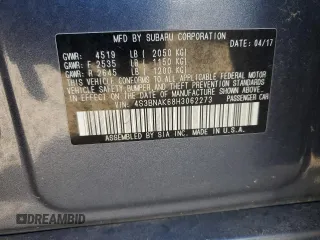 MFD BY SUBARU CORPORATION DATE: 04/17
GVWR: 4519 LB ( 2050 KG)
GAWR: F 2535 LB ( 1150 KG)
GAWR: R 2645 LB ( 1200 KG)
THIS VEHICLE CONFORMS TO ALL APPLICABLE FEDERAL MOTOR
VEHICLE SAFETY, BUMPER, AND THEFT PREVENTION STANDARDS
IN EFFECT ON THE DATE OF MANUFACTURE SHOWN ABOVE.
VIN: 4S3BNAK68H3062273 PASSENGER CAR
ASSEMBLED BY SIA INC. MADE IN U.S.A.
DREAMBID